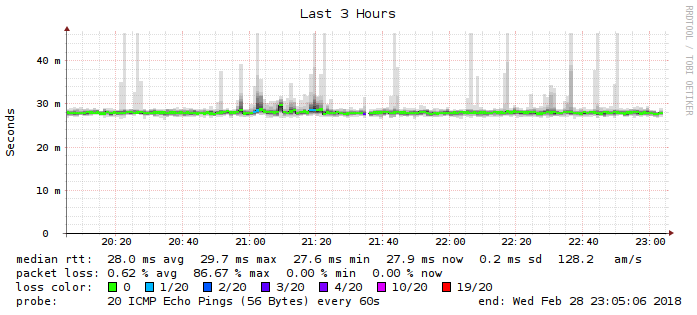 Last 3 Hours
RRDTOOL / TOBI OETIKER
Seconds
40 m
30 m
20 m
10 m
0
20:20 20:40 21:00 21:20 21:40 22:00 22:20 22:40 23:00
median rtt: 28.0 ms avg 29.7 ms max 27.6 ms min 27.9 ms now 0.2 ms sd 128.2 am/s
packet loss: 0.62 % avg 86.67 % max 0.00 % min 0.00 % now
loss color: 0 1/20 2/20 3/20 4/20 10/20 19/20
probe: 20 ICMP Echo Pings (56 Bytes) every 60s end: Wed Feb 28 23:05:06 2018